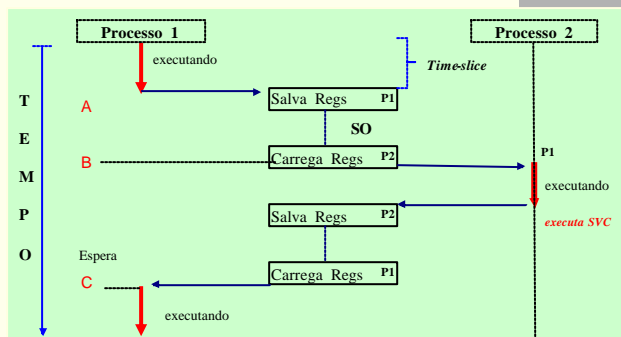 Processo 1
Processo 2
executando
Time-slice
T
E
M
P
O
A
Salva Regs P1
SO
B
Carrega Regs P2
P1
executando
Salva Regs P2
executa SVC
Espera
C
Carrega Regs P1
executando